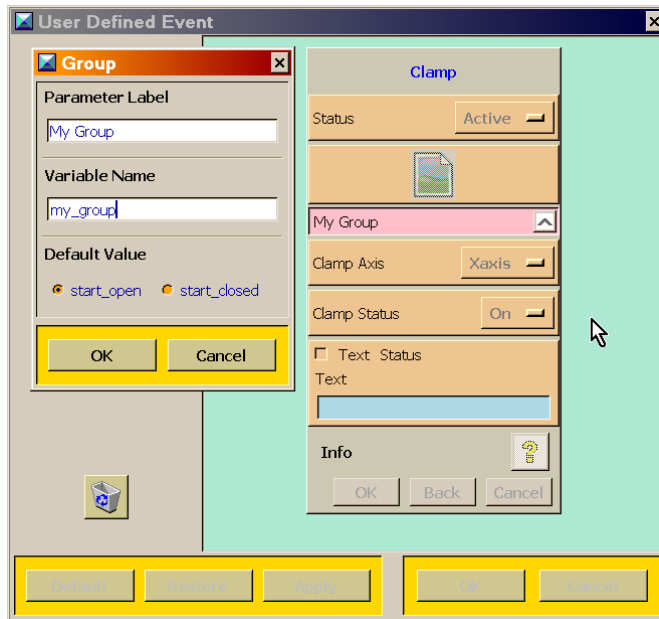 User Defined Event
Group
Parameter Label
My Group
Variable Name
my_group
Default Value
start_open start_closed
OK Cancel
Clamp
Status Active
My Group
Clamp Axis Xaxis
Clamp Status On
Text Status
Text
Info ?
OK Back Cancel
Default Restore Apply OK Cancel